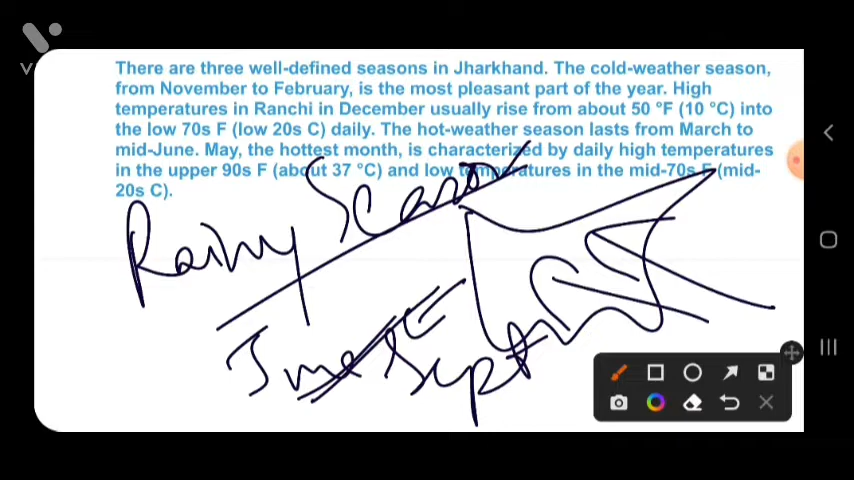 There are three well-defined seasons in Jharkhand. The cold-weather season,
from November to February, is the most pleasant part of the year. High
temperatures in Ranchi in December usually rise from about 50 °F (10 °C) into
the low 70s F (low 20s C) daily. The hot-weather season lasts from March to
mid-June. May, the hottest month, is characterized by daily high temperatures
in the upper 90s F (about 37 °C) and low temperatures in the mid-70s F (mid-
20s C).
Rainy Season
June Sept